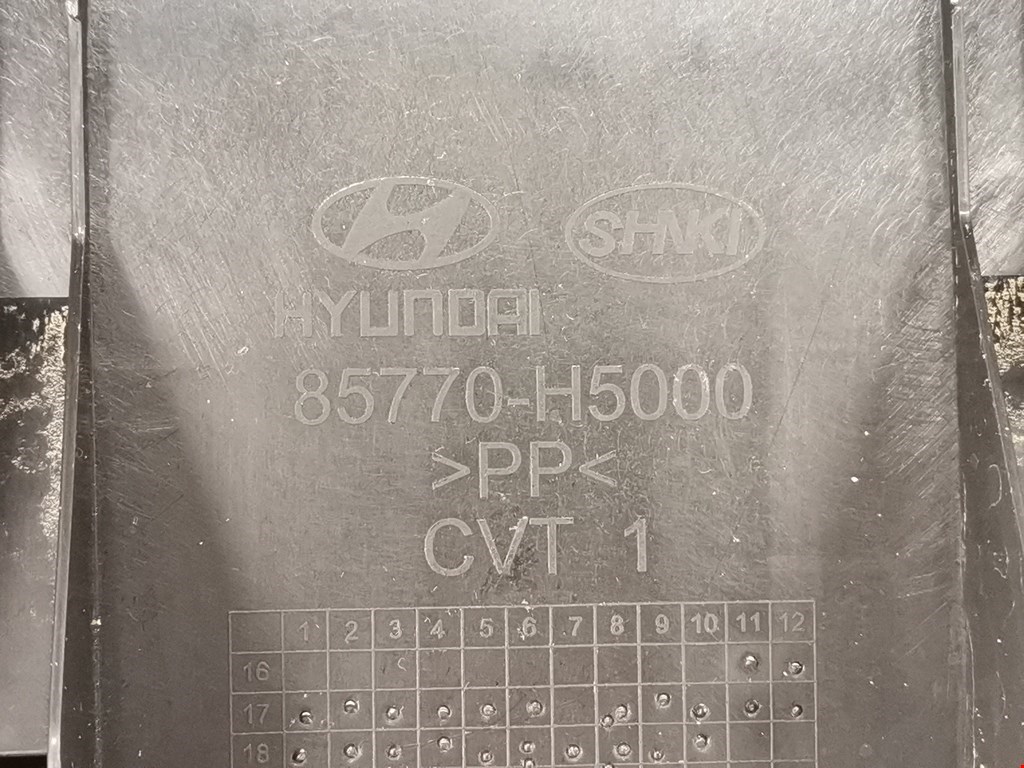 SHNKI
HYUNDAI
85770-H5000
>PP<
CVT 1
1 2 3 4 5 6 7 8 9 10 11 12
16
17
18